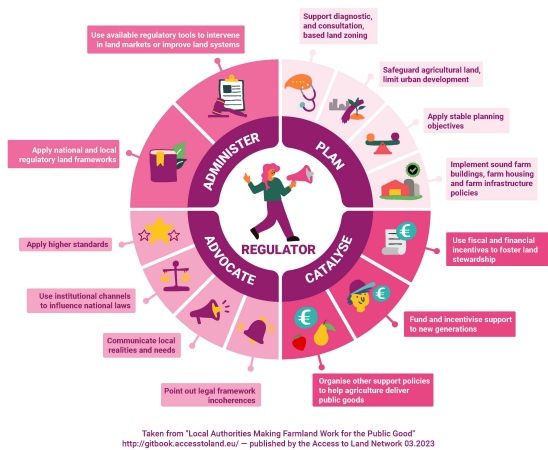 Support diagnostic,
and consultation,
based land zoning
Use available regulatory tools to intervene
in land markets or improve land systems
Safeguard agricultural land,
limit urban development
Apply stable planning
objectives
Apply national and local
regulatory land frameworks
Implement sound farm
buildings, farm housing
and farm infrastructure
policies
ADMINISTER
PLAN
REGULATOR
ADVOCATE
CATALYSE
Apply higher standards
Use fiscal and financial
incentives to foster land
stewardship
Use institutional channels
to influence national laws
Fund and incentivise support
to new generations
Communicate local
realities and needs
Organise other support policies
to help agriculture deliver
public goods
Point out legal framework
incoherences
€
€
€
Taken from "Local Authorities Making Farmland Work for the Public Good"
http://gitbook.accesstoland.eu/ — published by the Access to Land Network 03.2023